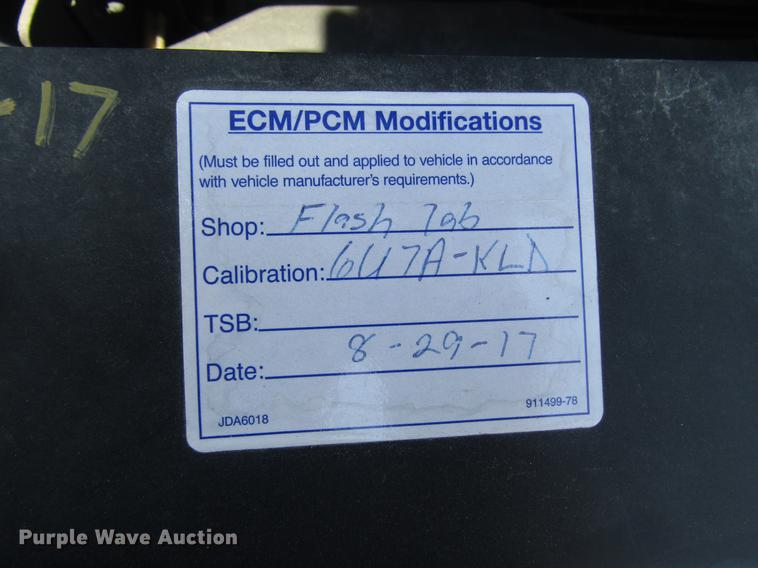 -17
ECM/PCM Modifications
(Must be filled out and applied to vehicle in accordance
with vehicle manufacturer's requirements.)
Shop: Flash lab
Calibration: 6U7A-KLD
TSB:
8-29-17
Date:
JDA6018 911499-78
Purple Wave Auction